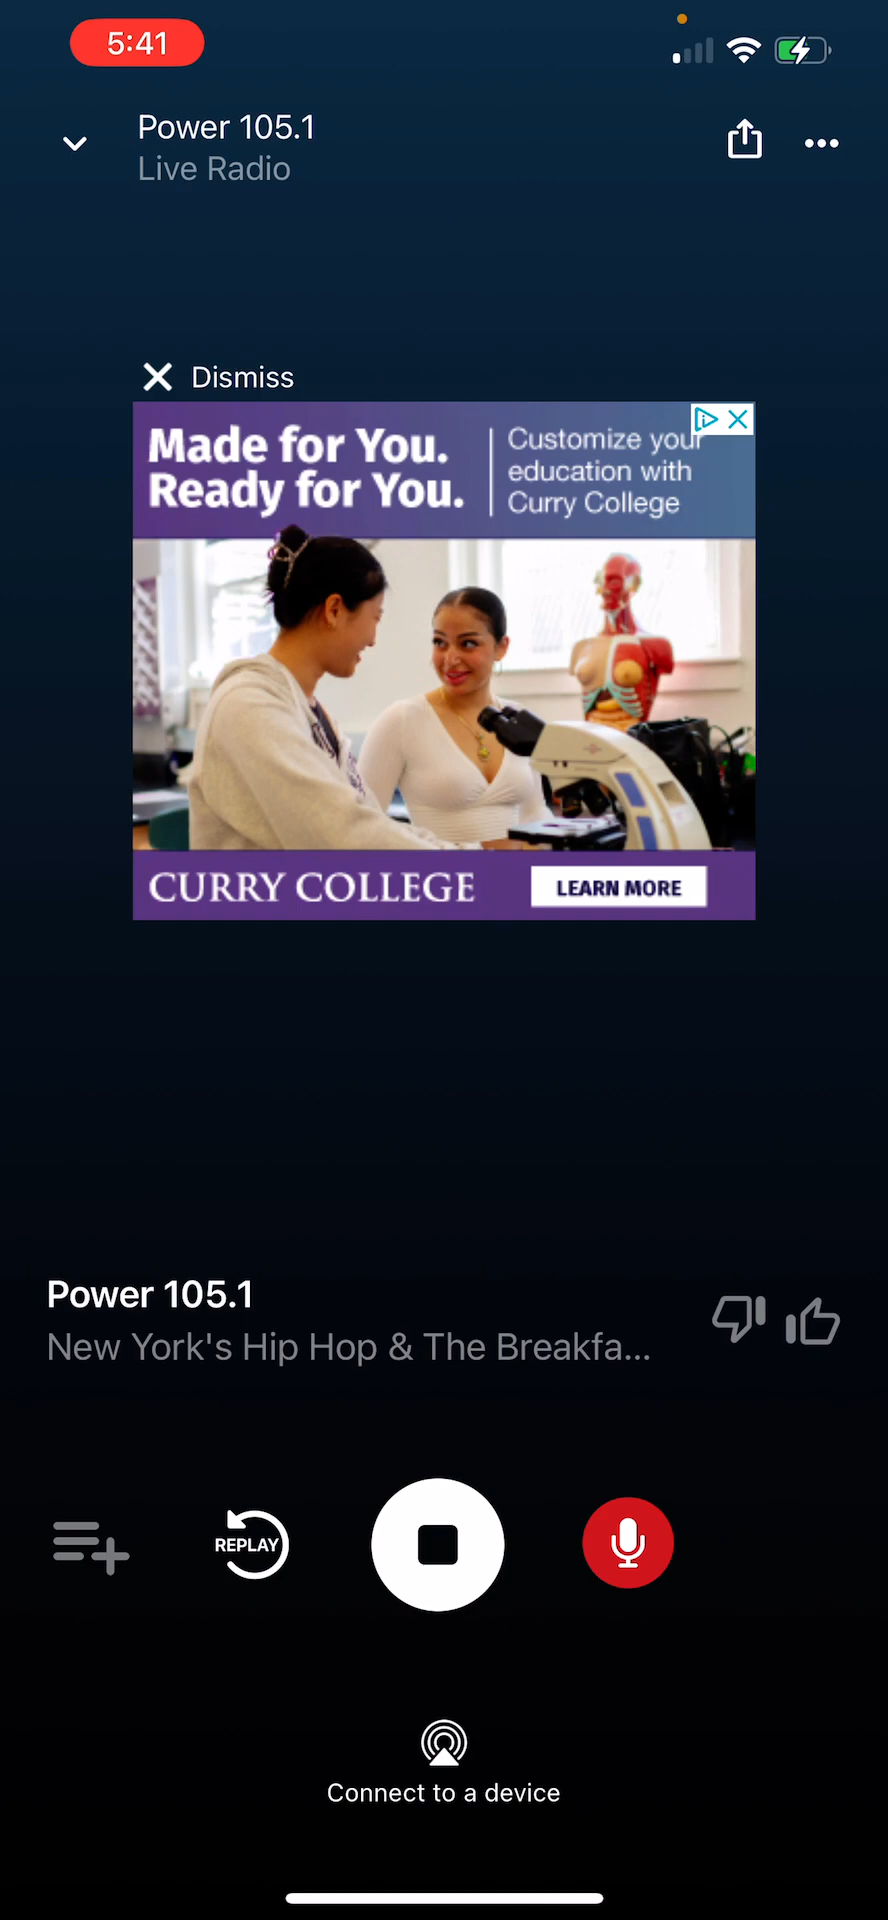 5:41
Power 105.1
Live Radio
Dismiss
Made for You.
Ready for You.
Customize your
education with
Curry College
CURRY COLLEGE
LEARN MORE
Power 105.1
New York's Hip Hop & The Breakfa...
REPLAY
Connect to a device